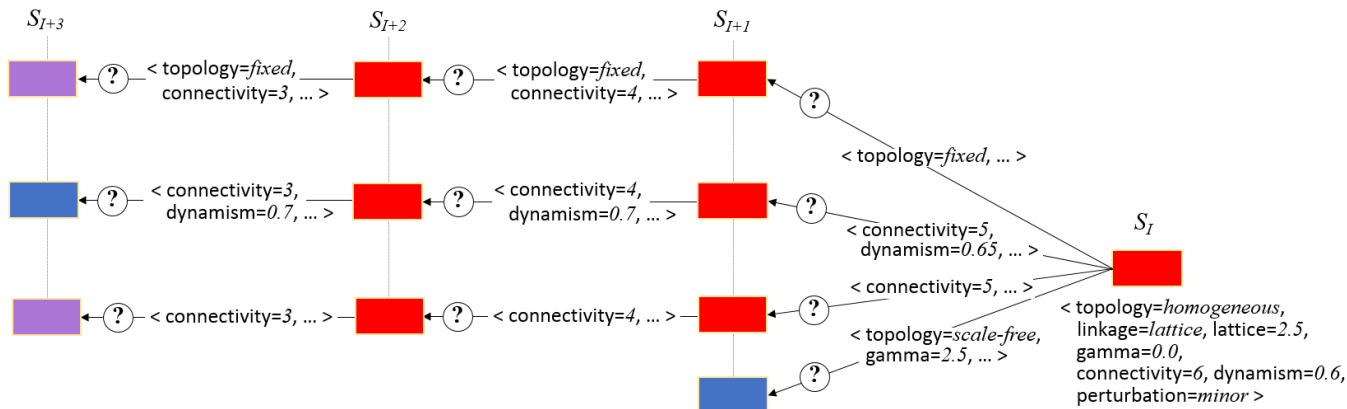 S_{I+3}
S_{I+2}
S_{I+1}
?
< topology=fixed,
connectivity=3, ... >
?
< topology=fixed,
connectivity=4, ... >
?
< topology=fixed, ... >
?
< connectivity=3,
dynamism=0.7, ... >
?
< connectivity=4,
dynamism=0.7, ... >
?
< connectivity=5,
dynamism=0.65, ... >
S_I
?
< connectivity=3, ... >
?
< connectivity=4, ... >
?
< connectivity=5, ... >
?
< topology=scale-free,
gamma=2.5, ... >
< topology=homogeneous,
linkage=lattice, lattice=2.5,
gamma=0.0,
connectivity=6, dynamism=0.6,
perturbation=minor >